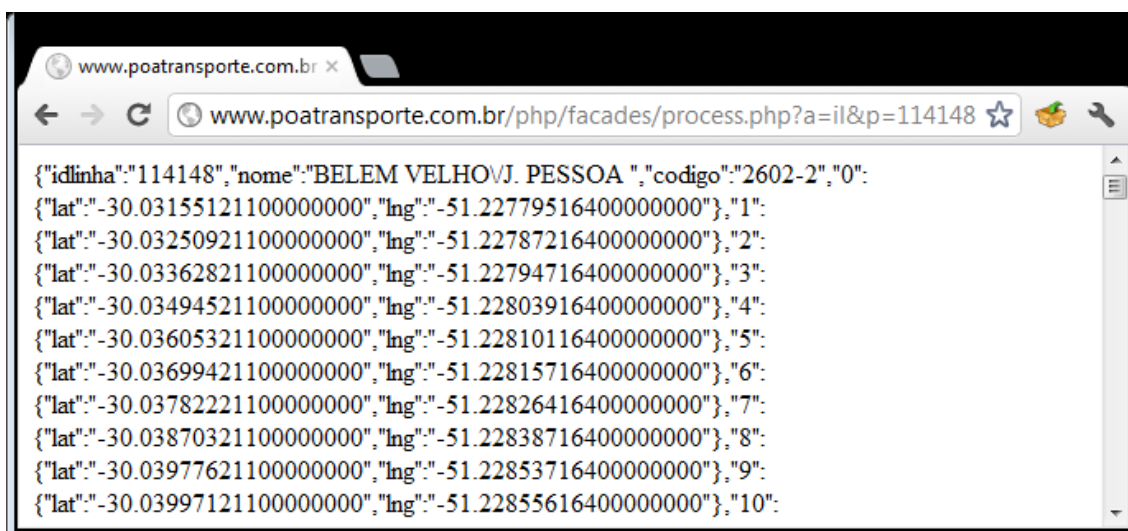 www.poatransporte.com.br
www.poatransporte.com.br/php/facades/process.php?a=il&p=114148
{"idlinha":"114148","nome":"BELEM VELHO\/J. PESSOA ","codigo":"2602-2","0":
{"lat":"-30.03155121100000000","lng":"-51.22779516400000000"},"1":
{"lat":"-30.03250921100000000","lng":"-51.22787216400000000"},"2":
{"lat":"-30.03362821100000000","lng":"-51.22794716400000000"},"3":
{"lat":"-30.03494521100000000","lng":"-51.22803916400000000"},"4":
{"lat":"-30.03605321100000000","lng":"-51.22810116400000000"},"5":
{"lat":"-30.03699421100000000","lng":"-51.22815716400000000"},"6":
{"lat":"-30.03782221100000000","lng":"-51.22826416400000000"},"7":
{"lat":"-30.03870321100000000","lng":"-51.22838716400000000"},"8":
{"lat":"-30.03977621100000000","lng":"-51.22853716400000000"},"9":
{"lat":"-30.03997121100000000","lng":"-51.22855616400000000"},"10":